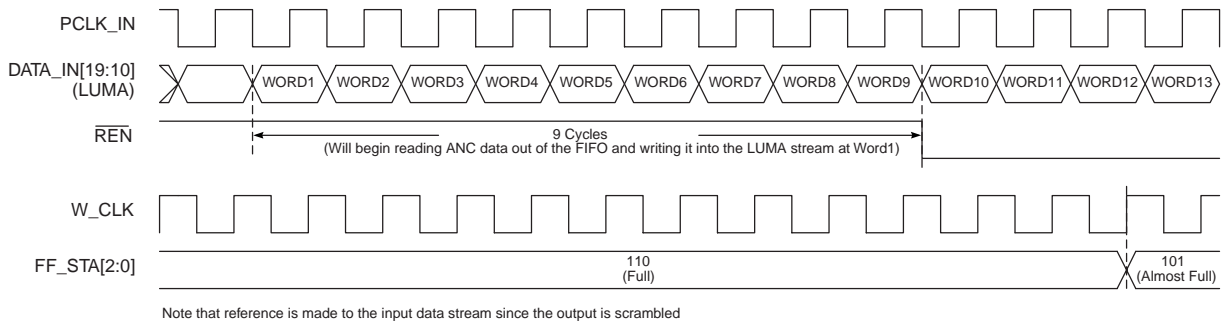 PCLK_IN
DATA_IN[19:10]
(LUMA)
WORD1 WORD2 WORD3 WORD4 WORD5 WORD6 WORD7 WORD8 WORD9 WORD10 WORD11 WORD12 WORD13
REN
9 Cycles
(Will begin reading ANC data out of the FIFO and writing it into the LUMA stream at Word1)
W_CLK
FF_STA[2:0]
110
(Full)
101
(Almost Full)
Note that reference is made to the input data stream since the output is scrambled